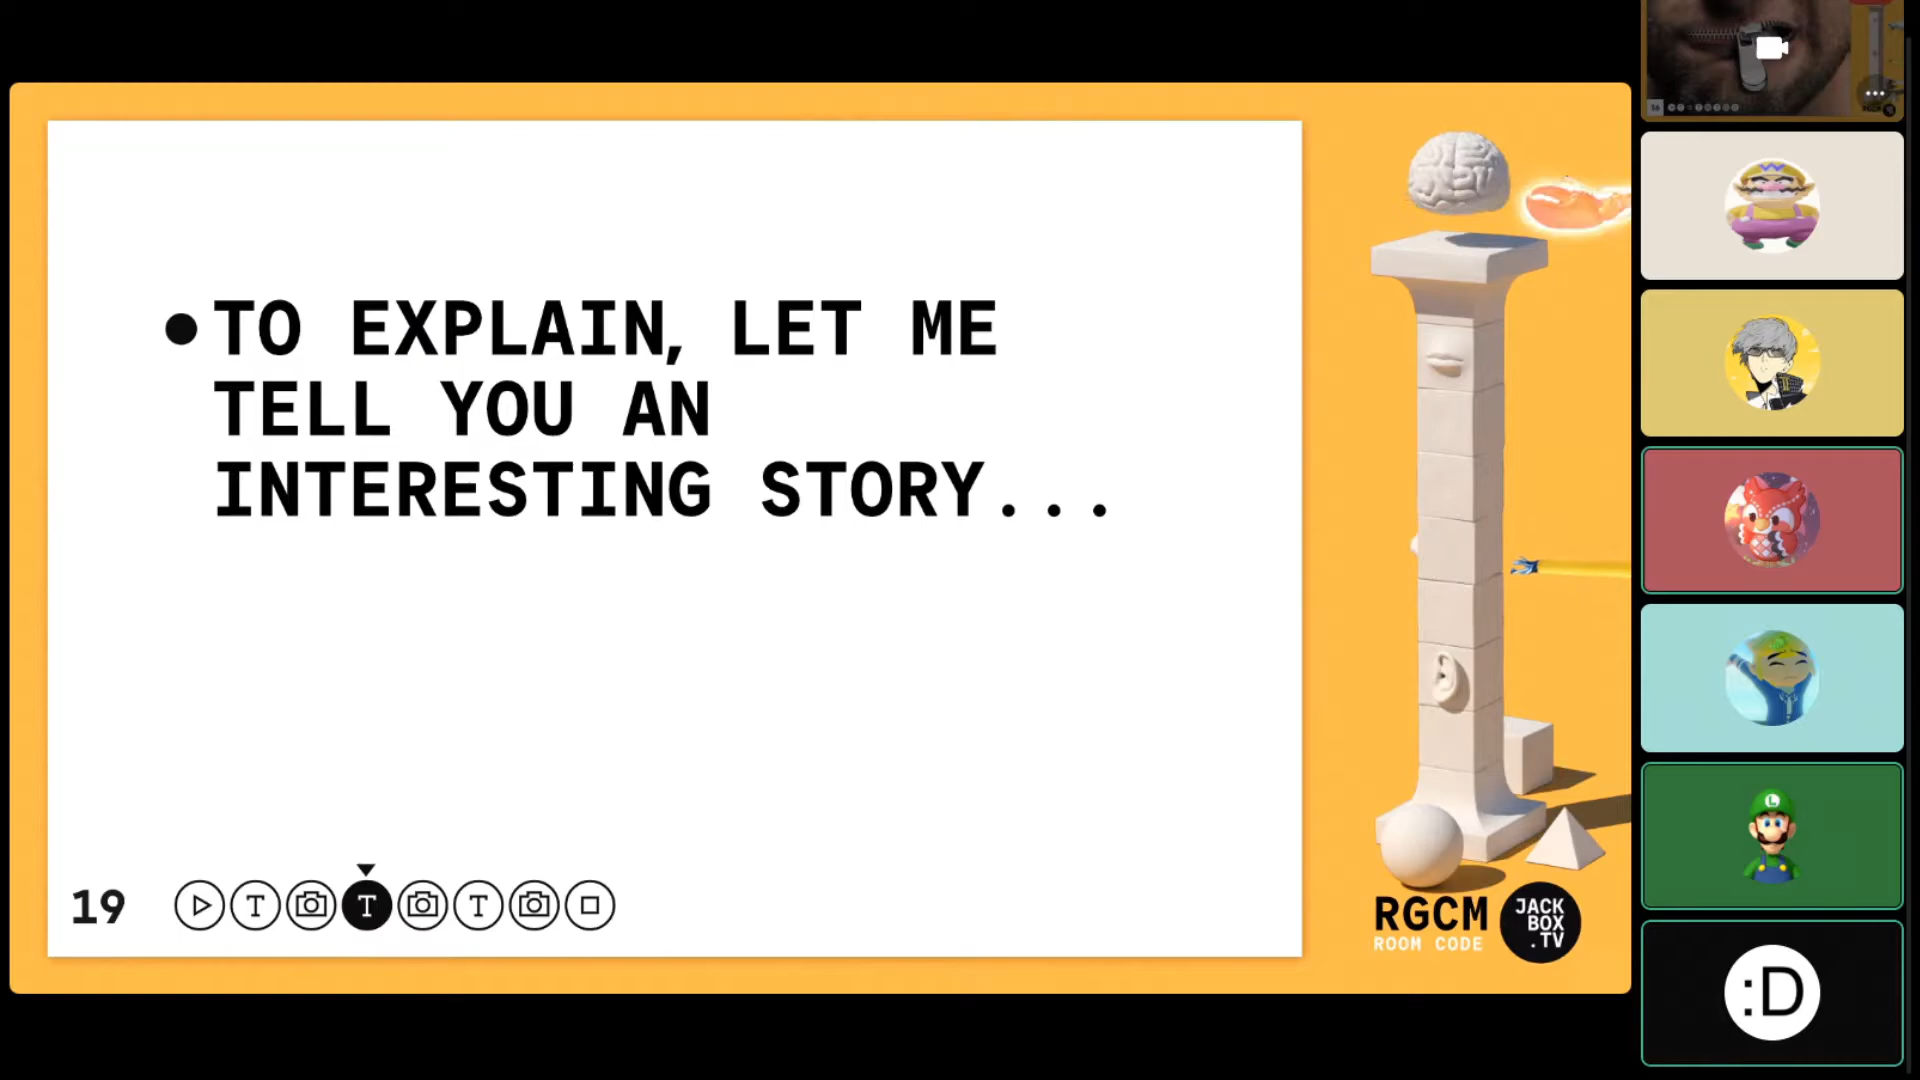 •TO EXPLAIN, LET ME
TELL YOU AN
INTERESTING STORY...
19
T
T
T
RGCM
ROOM CODE
JACK
BOX
.TV
W
L
:D